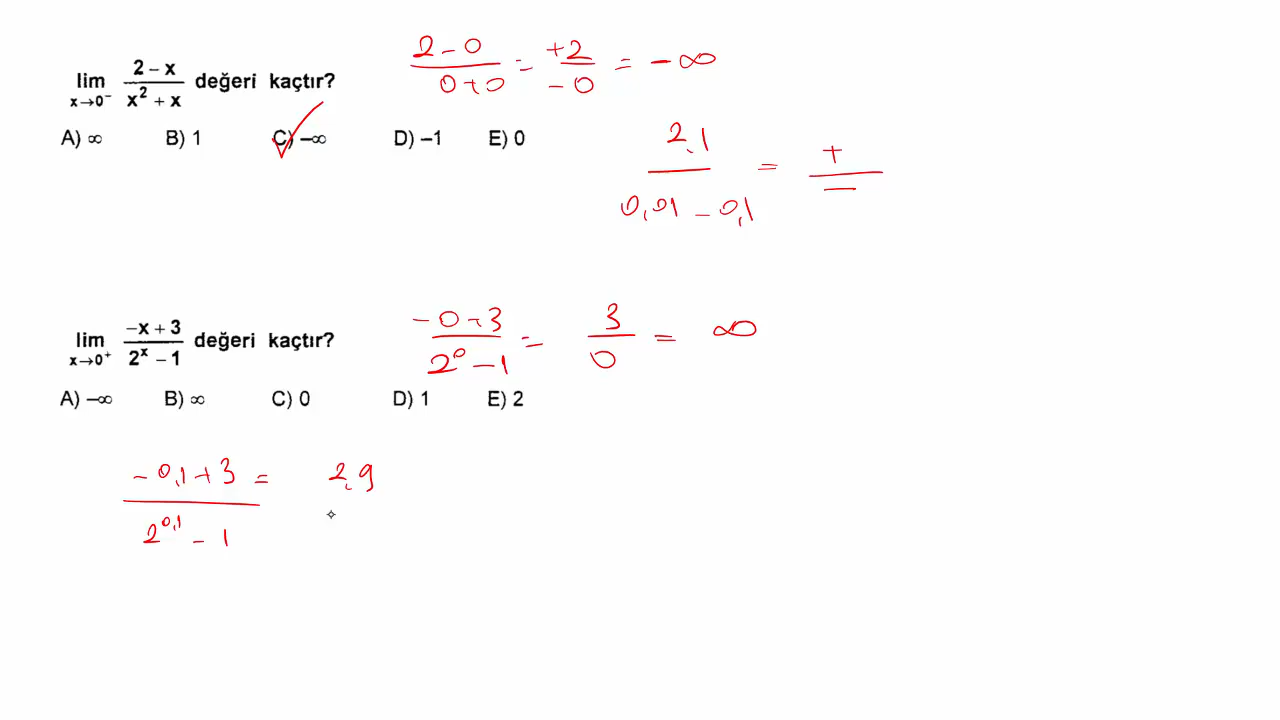 lim x→0⁻ (2 – x)/(x² + x) değeri kaçtır?
A) ∞ B) 1 C) –∞ D) –1 E) 0
(2 – 0)/(0 + 0) = +2/–0 = – ∞
2,1/(0,01 – 0,1) = +/–
lim x→0⁺ (–x + 3)/(2ˣ – 1) değeri kaçtır?
A) –∞ B) ∞ C) 0 D) 1 E) 2
(–0 + 3)/(2⁰ – 1) = 3/0 = ∞
(–0,1 + 3)/(2⁰,¹ – 1) = 2,9